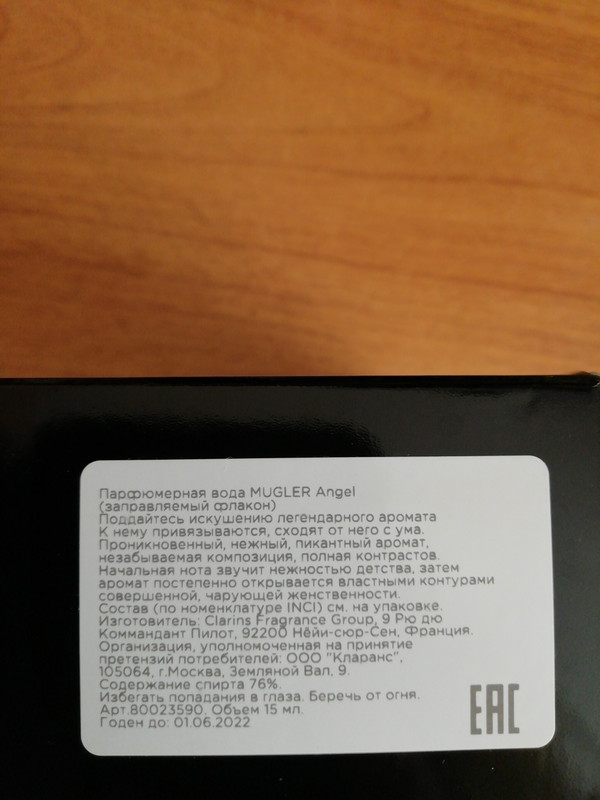 Парфюмерная вода MUGLER Angel
(заправляемый флакон)
Поддайтесь искушению легендарного аромата
К нему привязываются, сходят от него с ума.
Проникновенный, нежный, пикантный аромат,
незабываемая композиция, полная контрастов.
Начальная нота звучит нежностью детства, затем
аромат постепенно открывается властными контурами
совершенной, чарующей женственности.
Состав (по номенклатуре INCI) см. на упаковке.
Изготовитель: Clarins Fragrance Group, 9 Рю дю
Коммандант Пилот, 92200 Нёйи-сюр-Сен, Франция.
Организация, уполномоченная на принятие
претензий потребителей: ООО "Кларанс",
105064, г.Москва, Земляной Вал, 9.
Содержание спирта 76%.
Избегать попадания в глаза. Беречь от огня.
Арт.80023590. Объем 15 мл.
Годен до: 01.06.2022
EAC